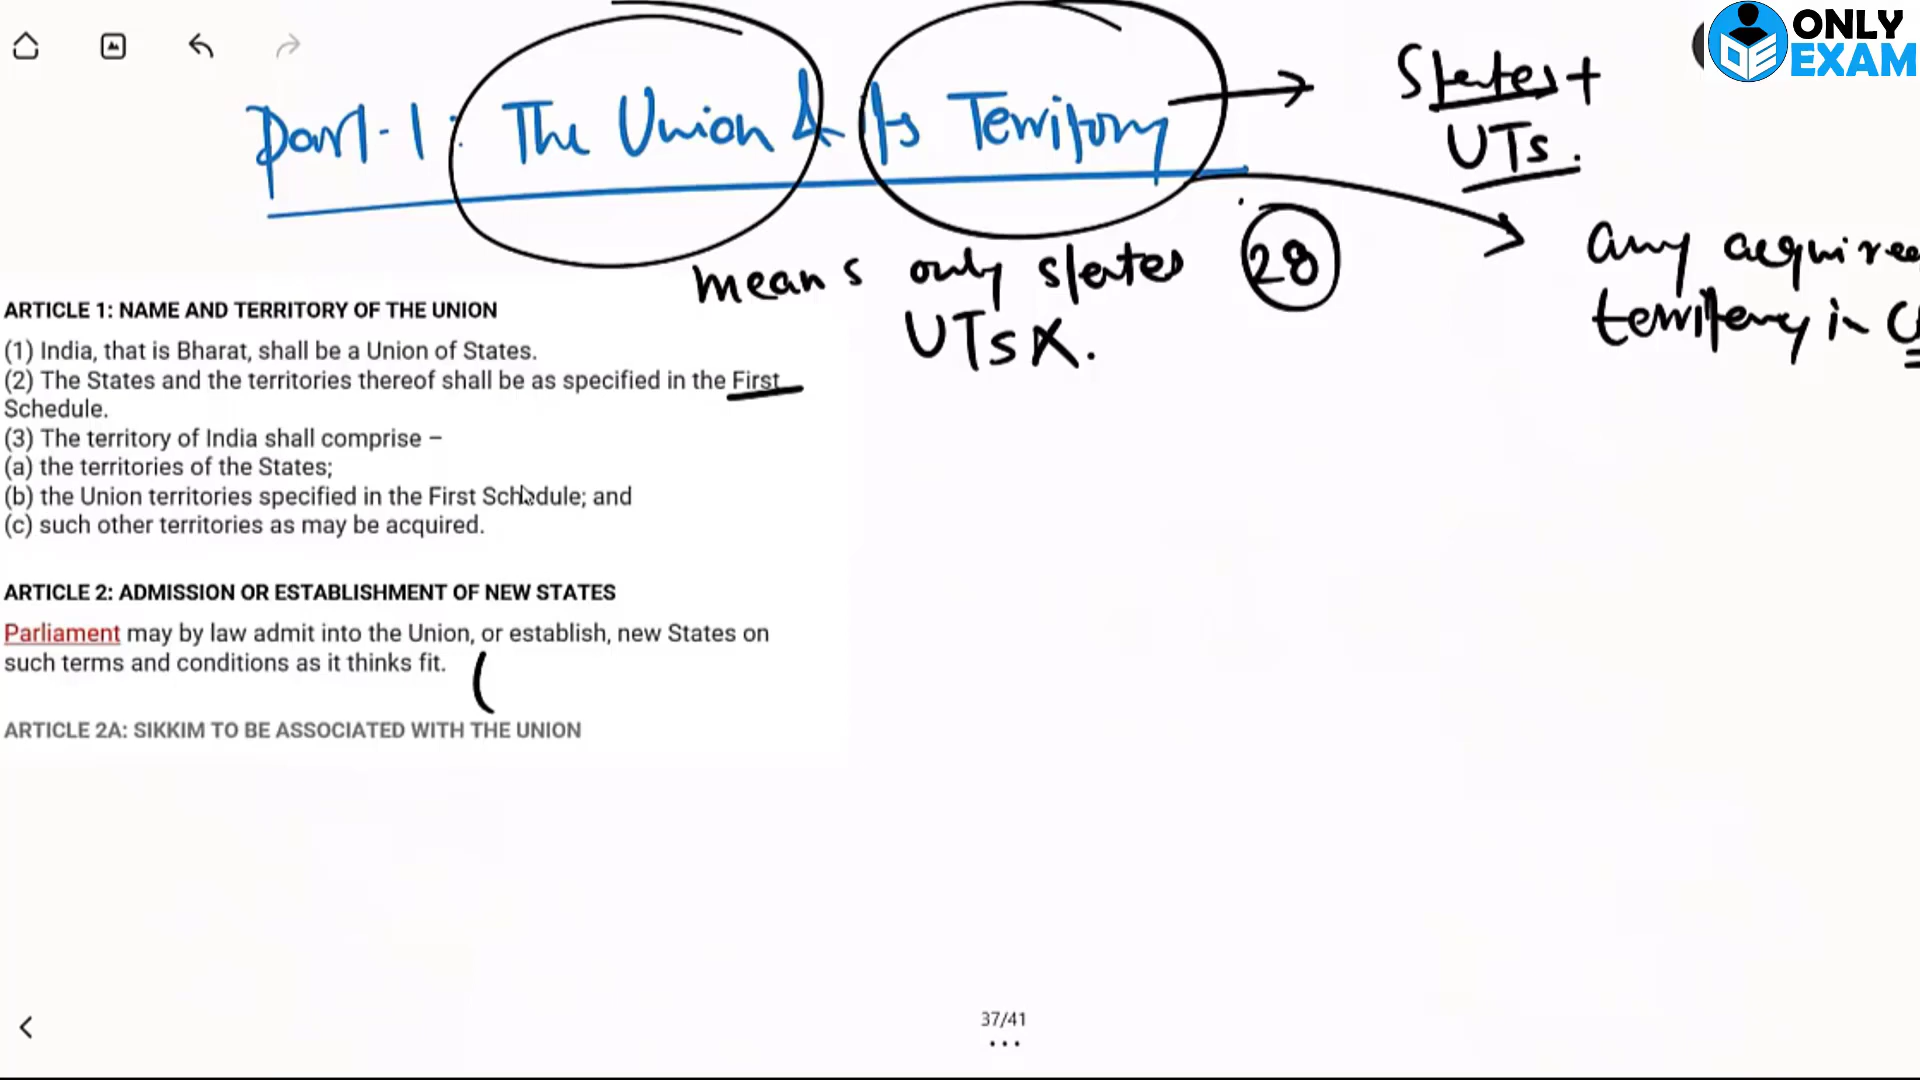 ONLY
EXAM
Part-1: The Union & Its Territory
States +
UTs.
means only states 28
UTs X.
any acquired
territory in
ARTICLE 1: NAME AND TERRITORY OF THE UNION
(1) India, that is Bharat, shall be a Union of States.
(2) The States and the territories thereof shall be as specified in the First
Schedule.
(3) The territory of India shall comprise –
(a) the territories of the States;
(b) the Union territories specified in the First Schedule; and
(c) such other territories as may be acquired.
ARTICLE 2: ADMISSION OR ESTABLISHMENT OF NEW STATES
Parliament may by law admit into the Union, or establish, new States on
such terms and conditions as it thinks fit. (
ARTICLE 2A: SIKKIM TO BE ASSOCIATED WITH THE UNION
37/41